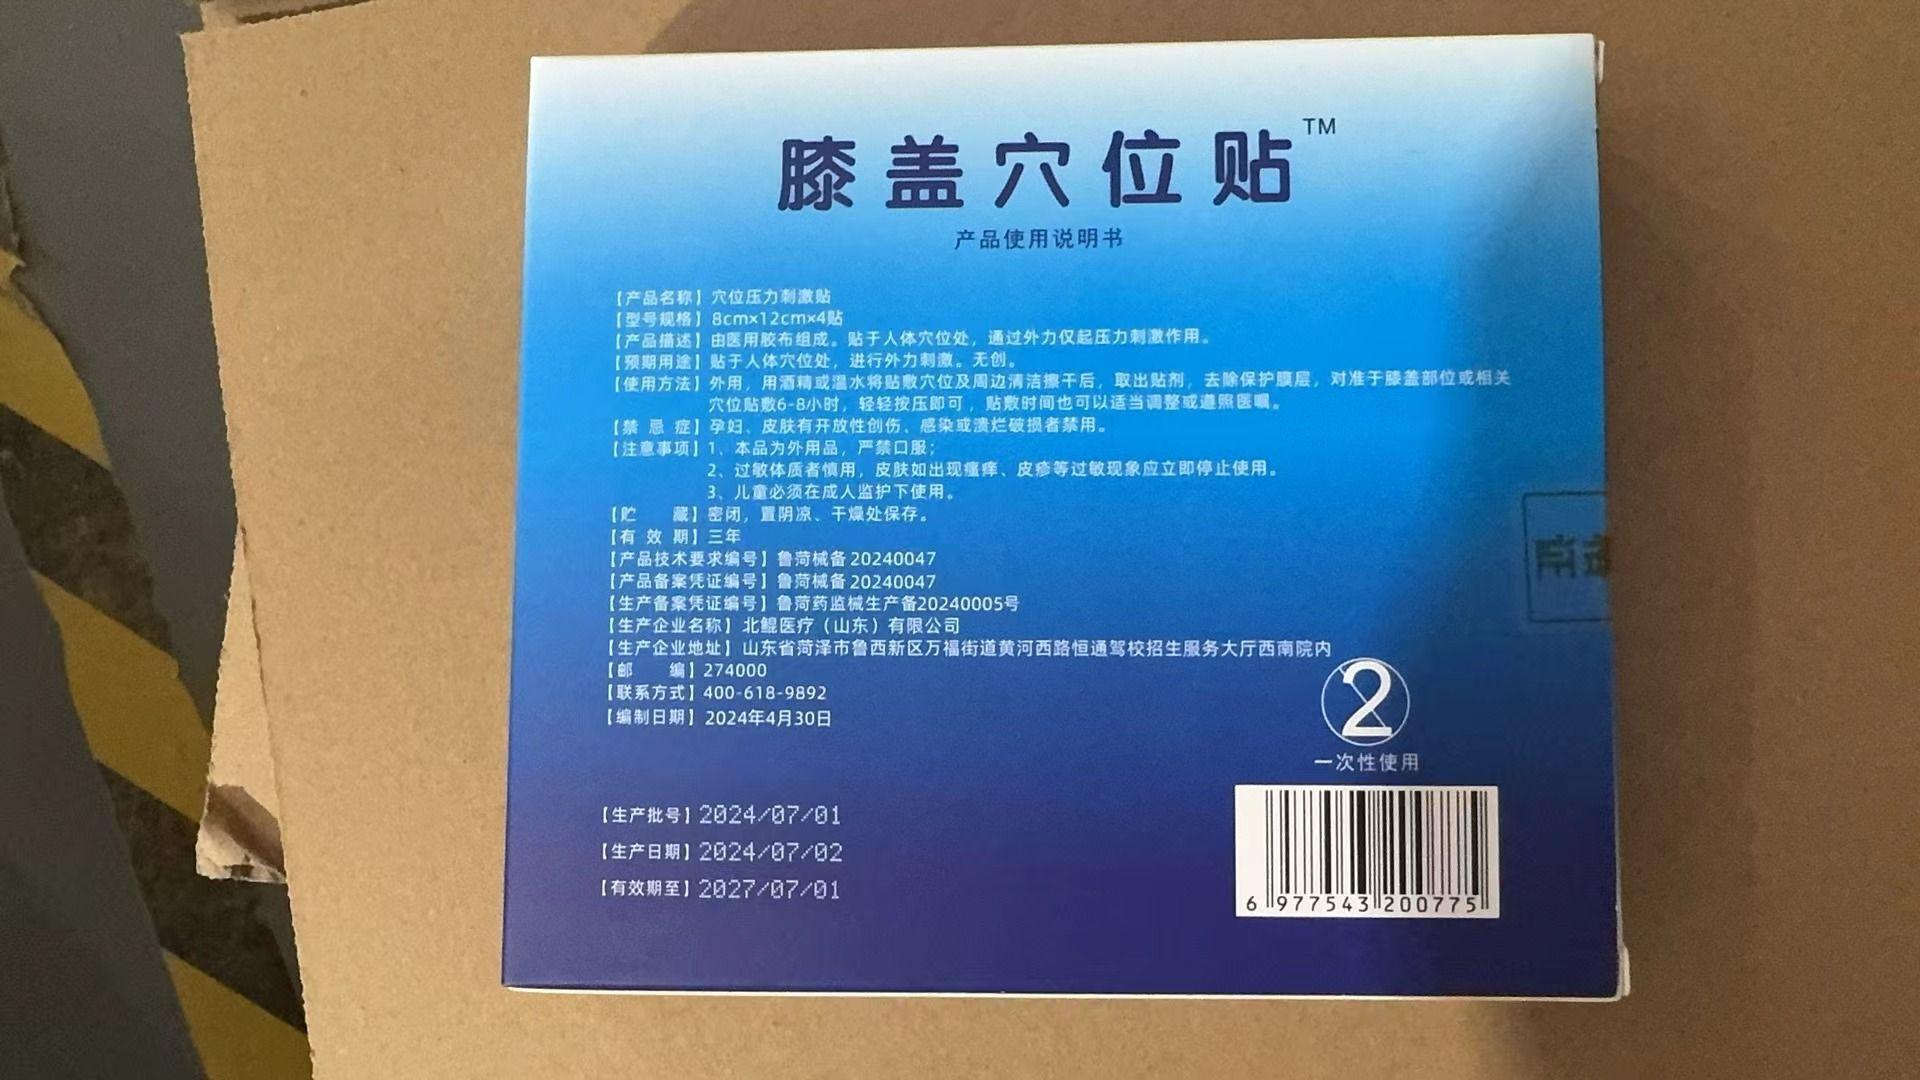 膝盖穴位贴™
产品使用说明书
【产品名称】穴位压力刺激贴
【型号规格】8cm×12cm×4贴
【产品描述】由医用胶布组成。贴于人体穴位处，通过外力仅起压力刺激作用。
【预期用途】贴于人体穴位处，进行外力刺激。无创。
【使用方法】外用，用酒精或温水将贴敷穴位及周边清洁擦干后，取出贴剂，去除保护膜层，对准于膝盖部位或相关
穴位贴敷6-8小时，轻轻按压即可，贴敷时间也可以适当调整或遵照医嘱。
【禁忌症】孕妇、皮肤有开放性创伤、感染或溃烂破损者禁用。
【注意事项】1、本品为外用品，严禁口服；
2、过敏体质者慎用，皮肤如出现瘙痒、皮疹等过敏现象应立即停止使用。
3、儿童必须在成人监护下使用。
【贮藏】密闭，置阴凉、干燥处保存。
【有效期】三年
【产品技术要求编号】鲁菏械备20240047
【产品备案凭证编号】鲁菏械备20240047
【生产备案凭证编号】鲁菏药监械生产备20240005号
【生产企业名称】北鲲医疗（山东）有限公司
【生产企业地址】山东省菏泽市鲁西新区万福街道黄河西路恒通驾校招生服务大厅西南院内
【邮编】274000
【联系方式】400-618-9892
【编制日期】2024年4月30日
2
一次性使用
【生产批号】2024/07/01
【生产日期】2024/07/02
【有效期至】2027/07/01
6 977543 200775